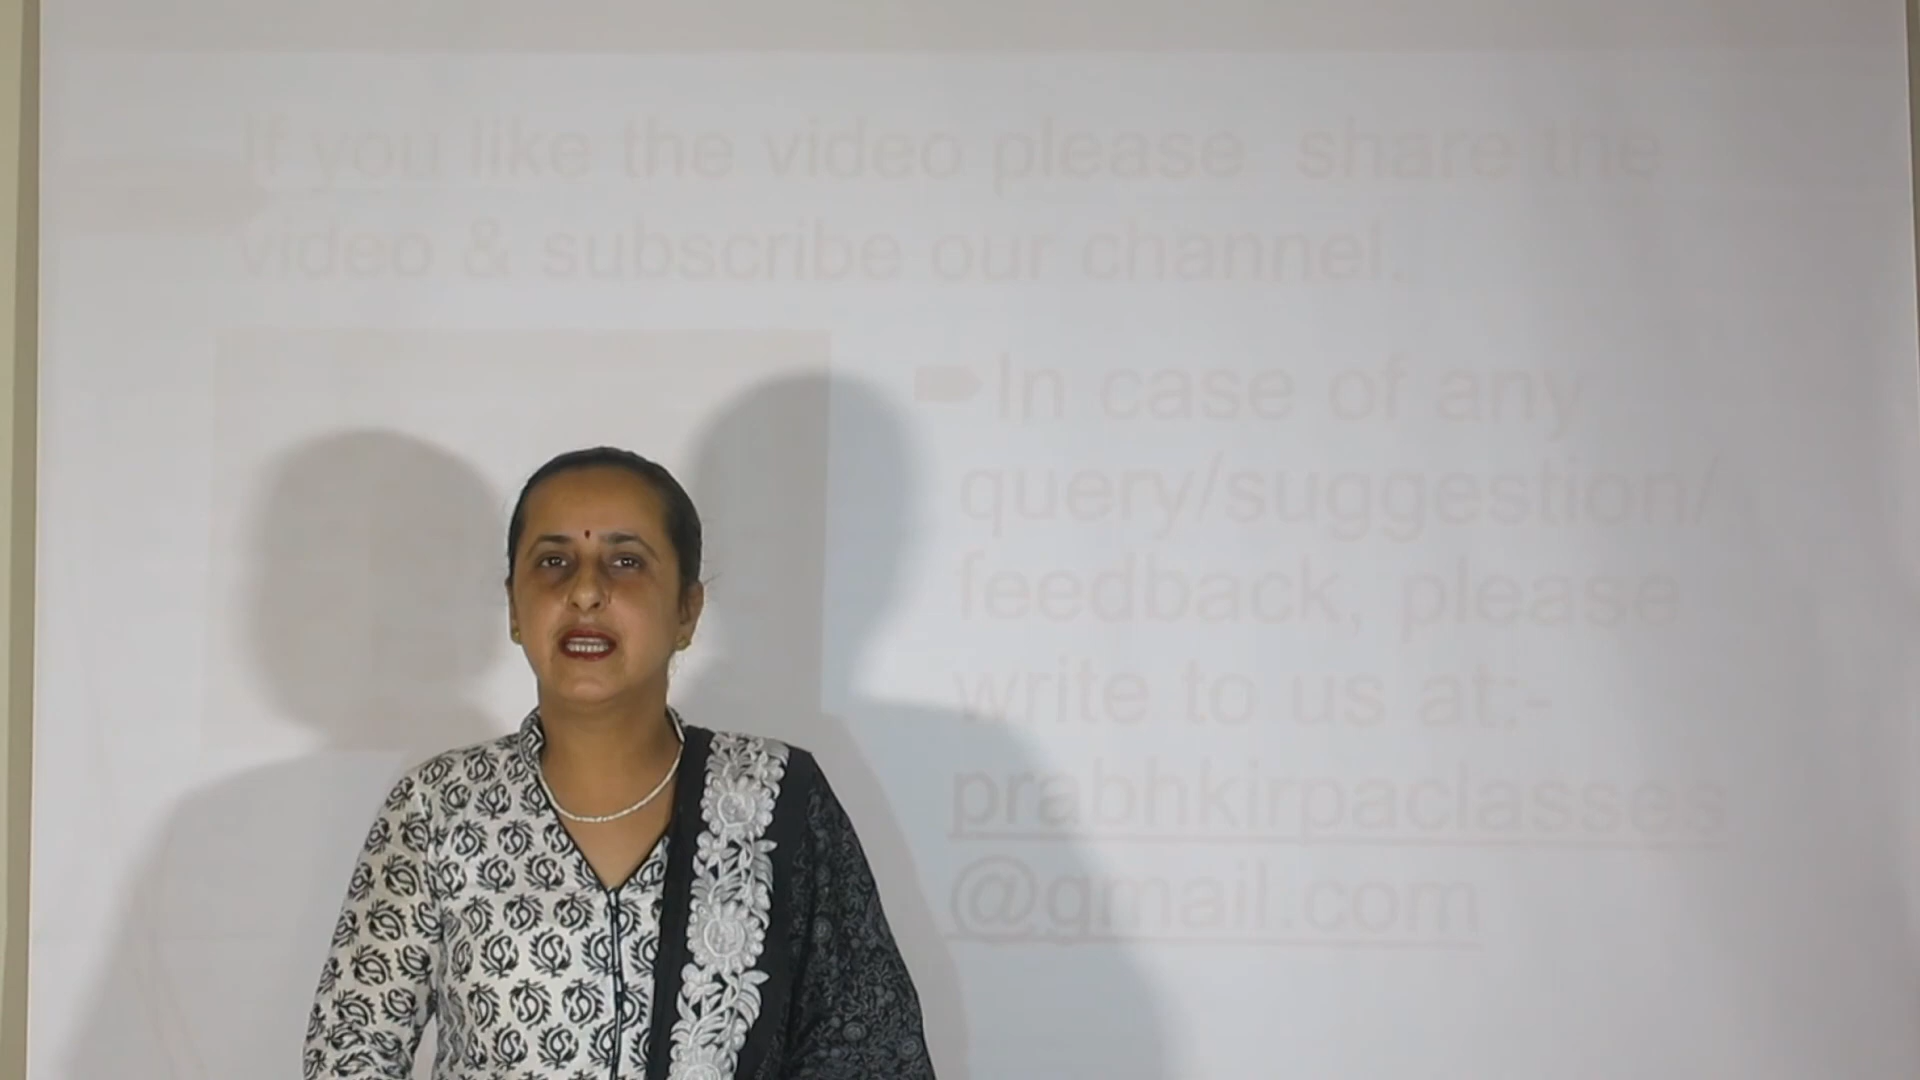 If you like the video please share the
video & subscribe our channel.
In case of any
query/suggestion/
feedback, please
write to us at:-
prabhkirpaclasses
@gmail.com